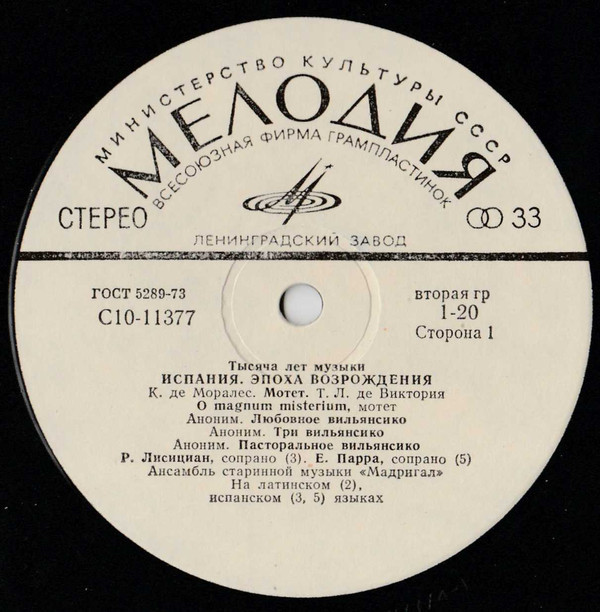 МИНИСТЕРСТВО КУЛЬТУРЫ СССР
МЕЛОДИЯ
ВСЕСОЮЗНАЯ ФИРМА ГРАМПЛАСТИНОК
СТЕРЕО
33
ЛЕНИНГРАДСКИЙ ЗАВОД
ГОСТ 5289-73
С10-11377
вторая гр
1-20
Сторона 1
Тысяча лет музыки
ИСПАНИЯ. ЭПОХА ВОЗРОЖДЕНИЯ
К. де Моралес. Мотет. Т. Л. де Виктория
O magnum misterium, мотет
Аноним. Любовное вильянсико
Аноним. Три вильянсико
Аноним. Пасторальное вильянсико
Р. Лисициан, сопрано (3). Е. Парра, сопрано (5)
Ансамбль старинной музыки «Мадригал»
На латинском (2),
испанском (3, 5) языках